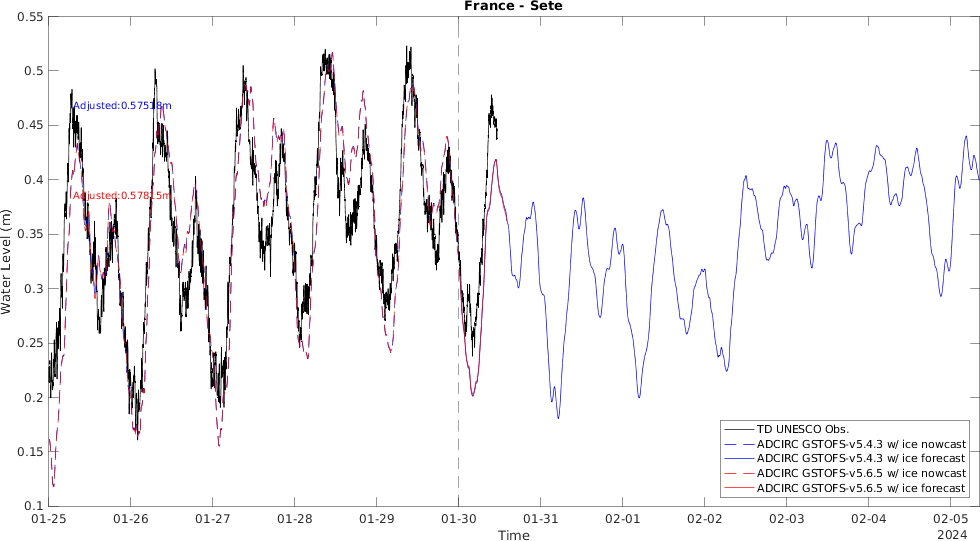 France - Sete
0.55
0.5
0.45
0.4
0.35
0.3
0.25
0.2
0.15
0.1
Water Level (m)
Adjusted:0.57518m
Adjusted:0.57815m
TD UNESCO Obs.
ADCIRC GSTOFS-v5.4.3 w/ ice nowcast
ADCIRC GSTOFS-v5.4.3 w/ ice forecast
ADCIRC GSTOFS-v5.6.5 w/ ice nowcast
ADCIRC GSTOFS-v5.6.5 w/ ice forecast
01-25 01-26 01-27 01-28 01-29 01-30 01-31 02-01 02-02 02-03 02-04 02-05
Time
2024